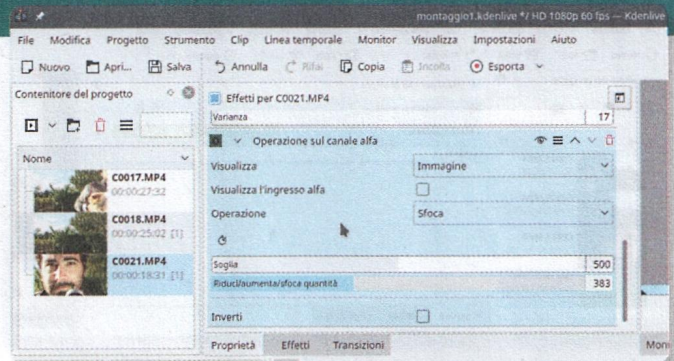 montaggio1.kdenlive */ HD 1080p 60 fps — Kdenlive
File Modifica Progetto Strumento Clip Linea temporale Monitor Visualizza Impostazioni Aiuto
Nuovo Apri... Salva Annulla Rifai Copia Incolla Esporta
Contenitore del progetto
Effetti per C0021.MP4
Varianza 17
Operazione sul canale alfa
Nome
Visualizza Immagine
C0017.MP4
00:00:27:32
Visualizza l'ingresso alfa
Operazione Sfoca
C0018.MP4
00:00:25:02 [1]
C0021.MP4
00:00:18:31 [1]
Soglia 500
Riduci/aumenta/sfoca quantità 383
Inverti
Proprietà Effetti Transizioni